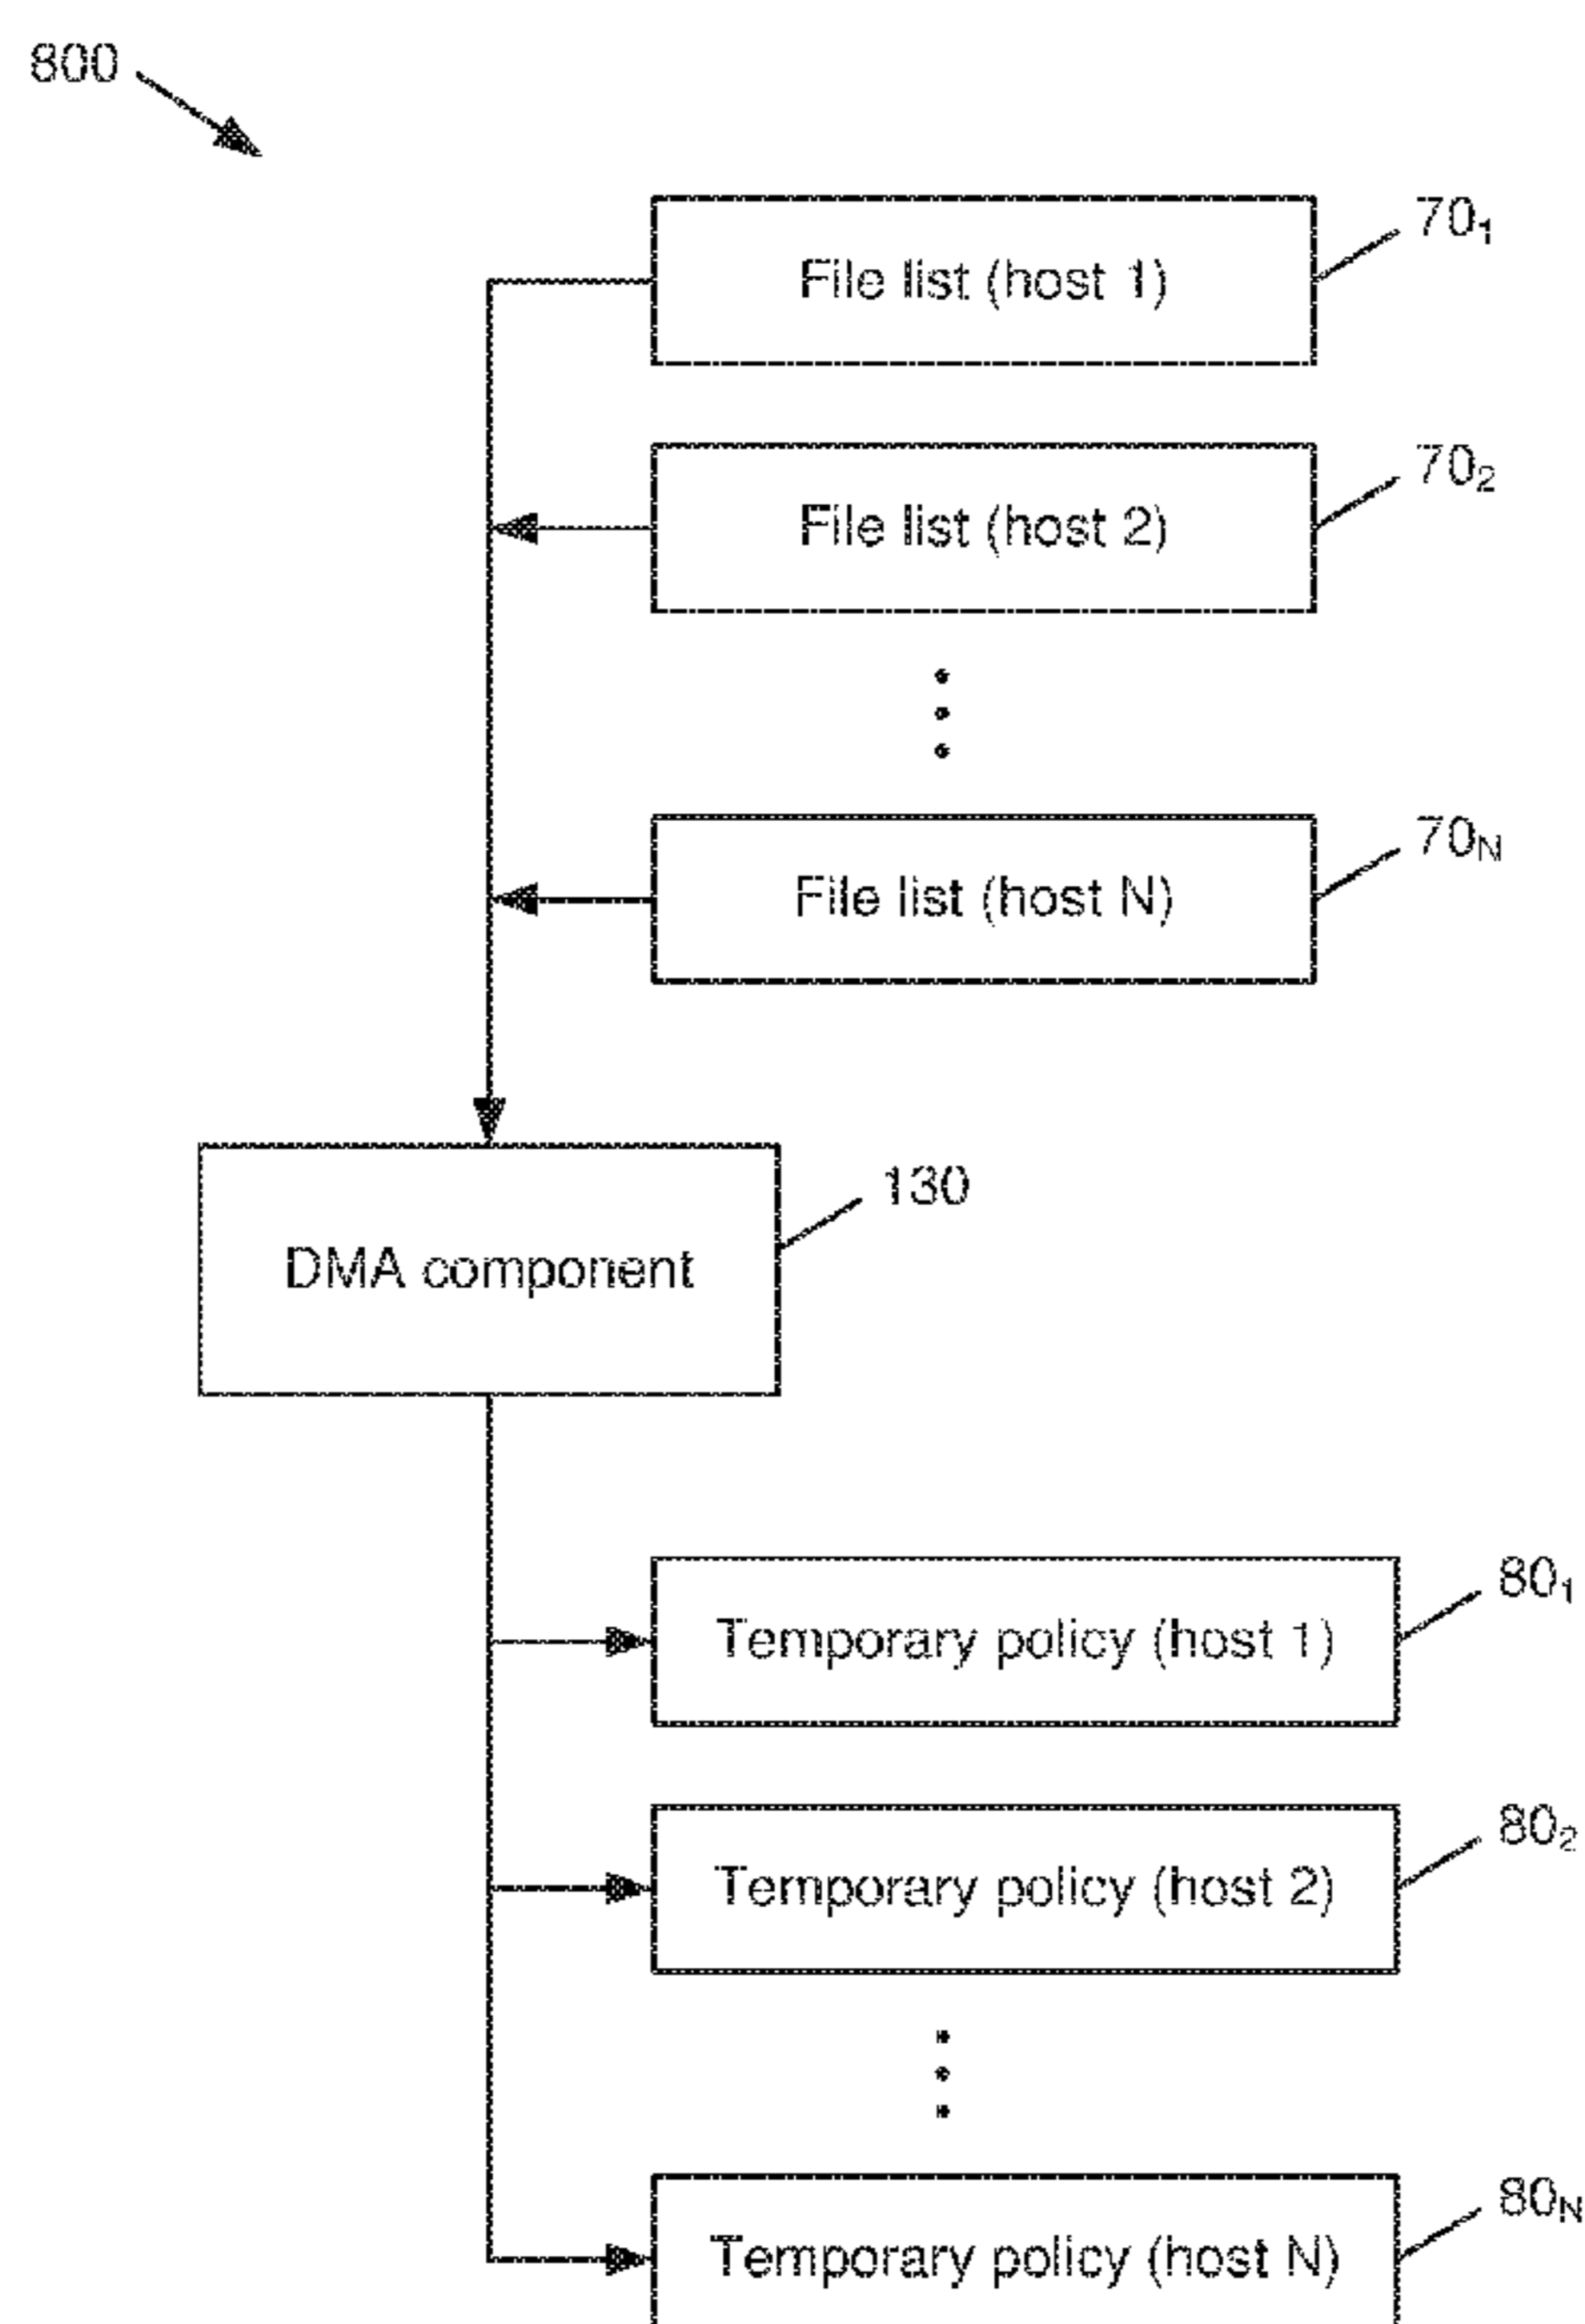 800
File list (host 1)
70₁
File list (host 2)
70₂
File list (host N)
70N
DMA component
130
Temporary policy (host 1)
80₁
Temporary policy (host 2)
80₂
Temporary policy (host N)
80N